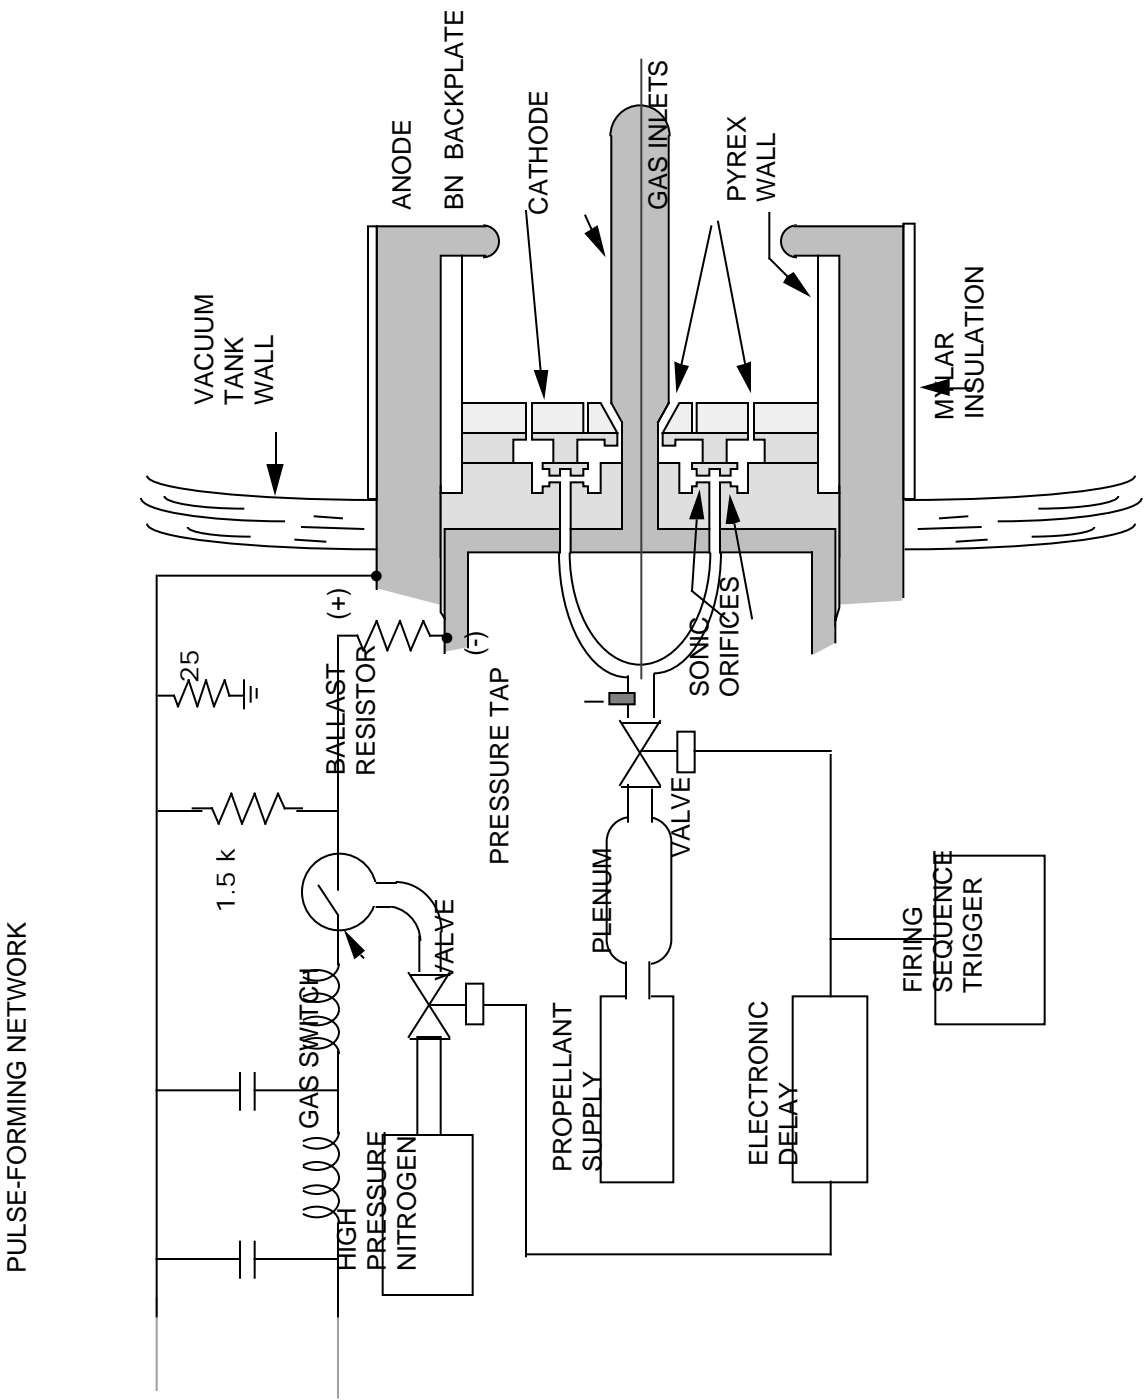 ANODE
BN BACKPLATE
CATHODE
GAS INLETS
PYREX
WALL
VACUUM
TANK
WALL
MYLAR
INSULATION
(+)
(-)
25
BALLAST
RESISTOR
SONIC
ORIFICES
PRESSURE TAP
1.5 k
VALVE
PLENUM
VALVE
FIRING
SEQUENCE
TRIGGER
PULSE-FORMING NETWORK
GAS SWITCH
HIGH
PRESSURE
NITROGEN
PROPELLANT
SUPPLY
ELECTRONIC
DELAY